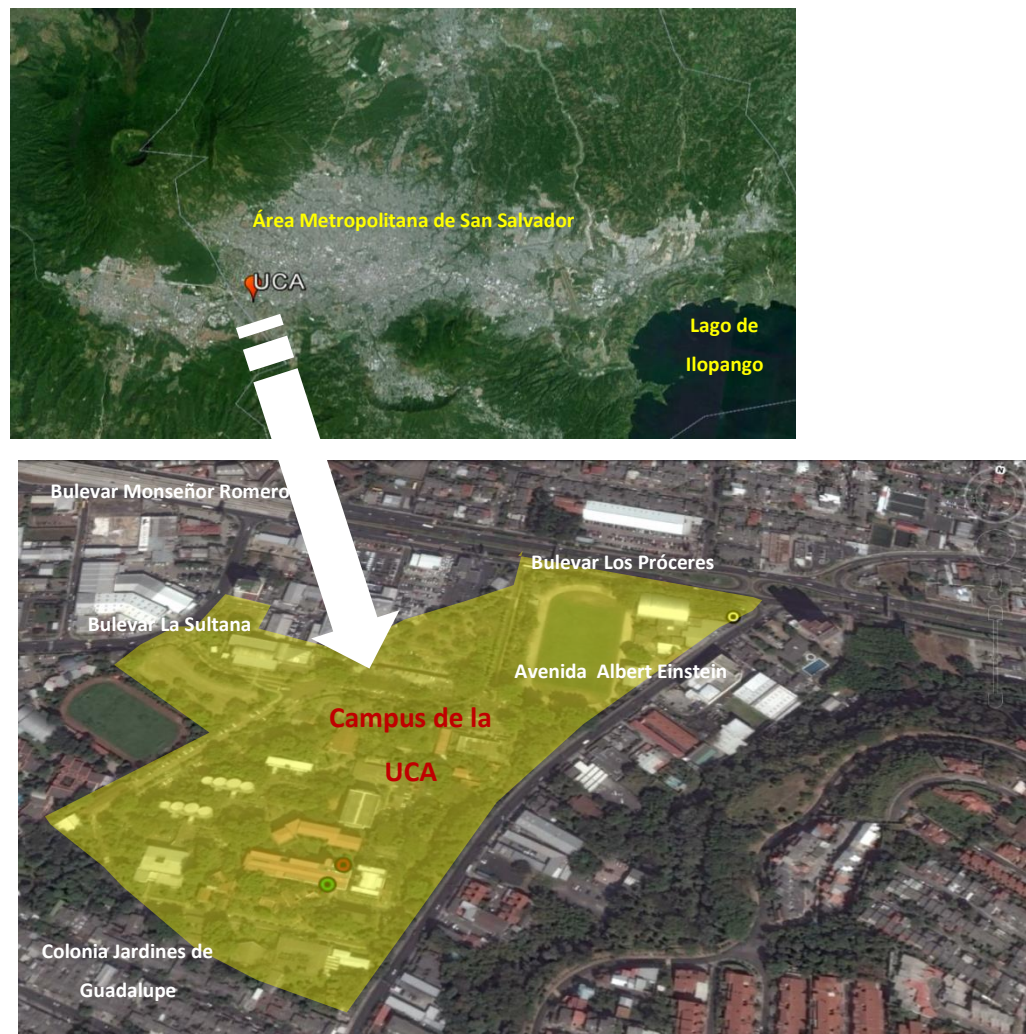 Área Metropolitana de San Salvador
UCA
Lago de
Ilopango
Bulevar Monseñor Romero
Bulevar Los Próceres
Bulevar La Sultana
Avenida Albert Einstein
Campus de la
UCA
Colonia Jardines de
Guadalupe
N